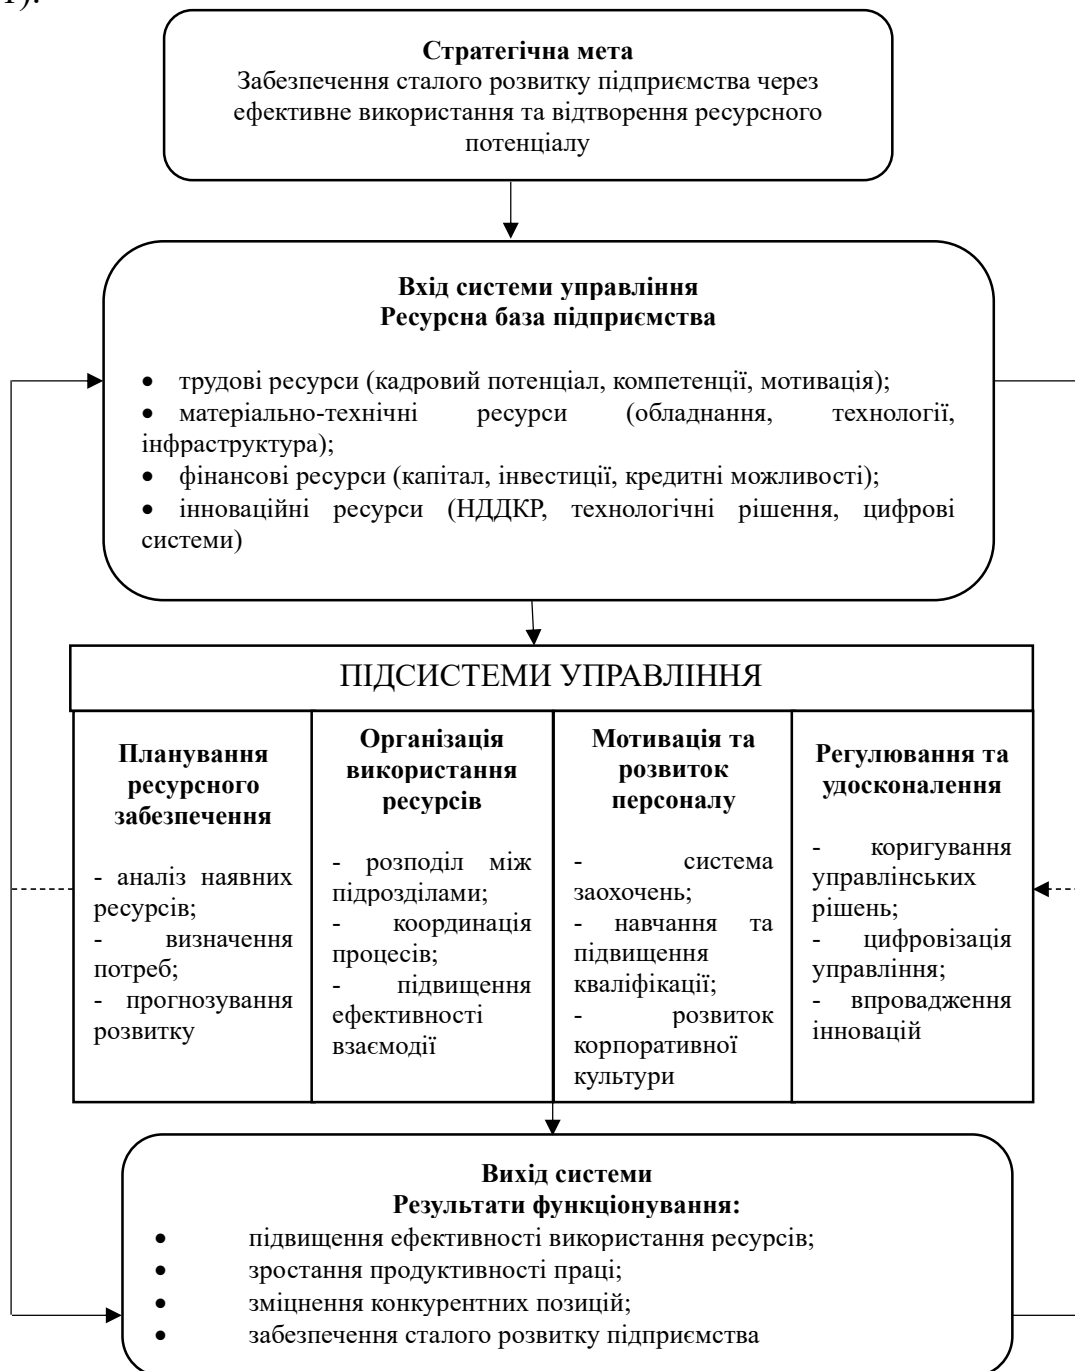 1).
Стратегічна мета
Забезпечення сталого розвитку підприємства через
ефективне використання та відтворення ресурсного
потенціалу
Вхід системи управління
Ресурсна база підприємства
• трудові ресурси (кадровий потенціал, компетенції, мотивація);
• матеріально-технічні ресурси (обладнання, технології,
інфраструктура);
• фінансові ресурси (капітал, інвестиції, кредитні можливості);
• інноваційні ресурси (НДДКР, технологічні рішення, цифрові
системи)
ПІДСИСТЕМИ УПРАВЛІННЯ
Планування
ресурсного
забезпечення
- аналіз наявних
ресурсів;
- визначення
потреб;
- прогнозування
розвитку
Організація
використання
ресурсів
- розподіл між
підрозділами;
- координація
процесів;
- підвищення
ефективності
взаємодії
Мотивація та
розвиток
персоналу
- система
заохочень;
- навчання та
підвищення
кваліфікації;
- розвиток
корпоративної
культури
Регулювання та
удосконалення
- коригування
управлінських
рішень;
- цифровізація
управління;
- впровадження
інновацій
Вихід системи
Результати функціонування:
• підвищення ефективності використання ресурсів;
• зростання продуктивності праці;
• зміцнення конкурентних позицій;
• забезпечення сталого розвитку підприємства